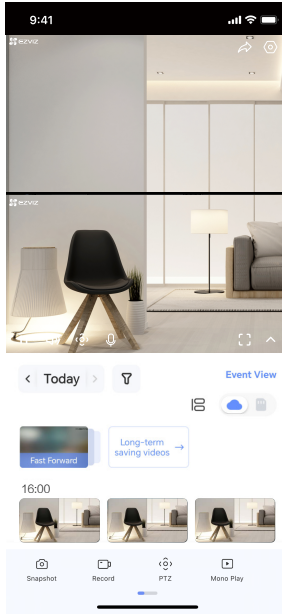 9:41
EZVIZ
EZVIZ
Today
Event View
Fast Forward
Long-term
saving videos
16:00
Snapshot
Record
PTZ
Mono Play